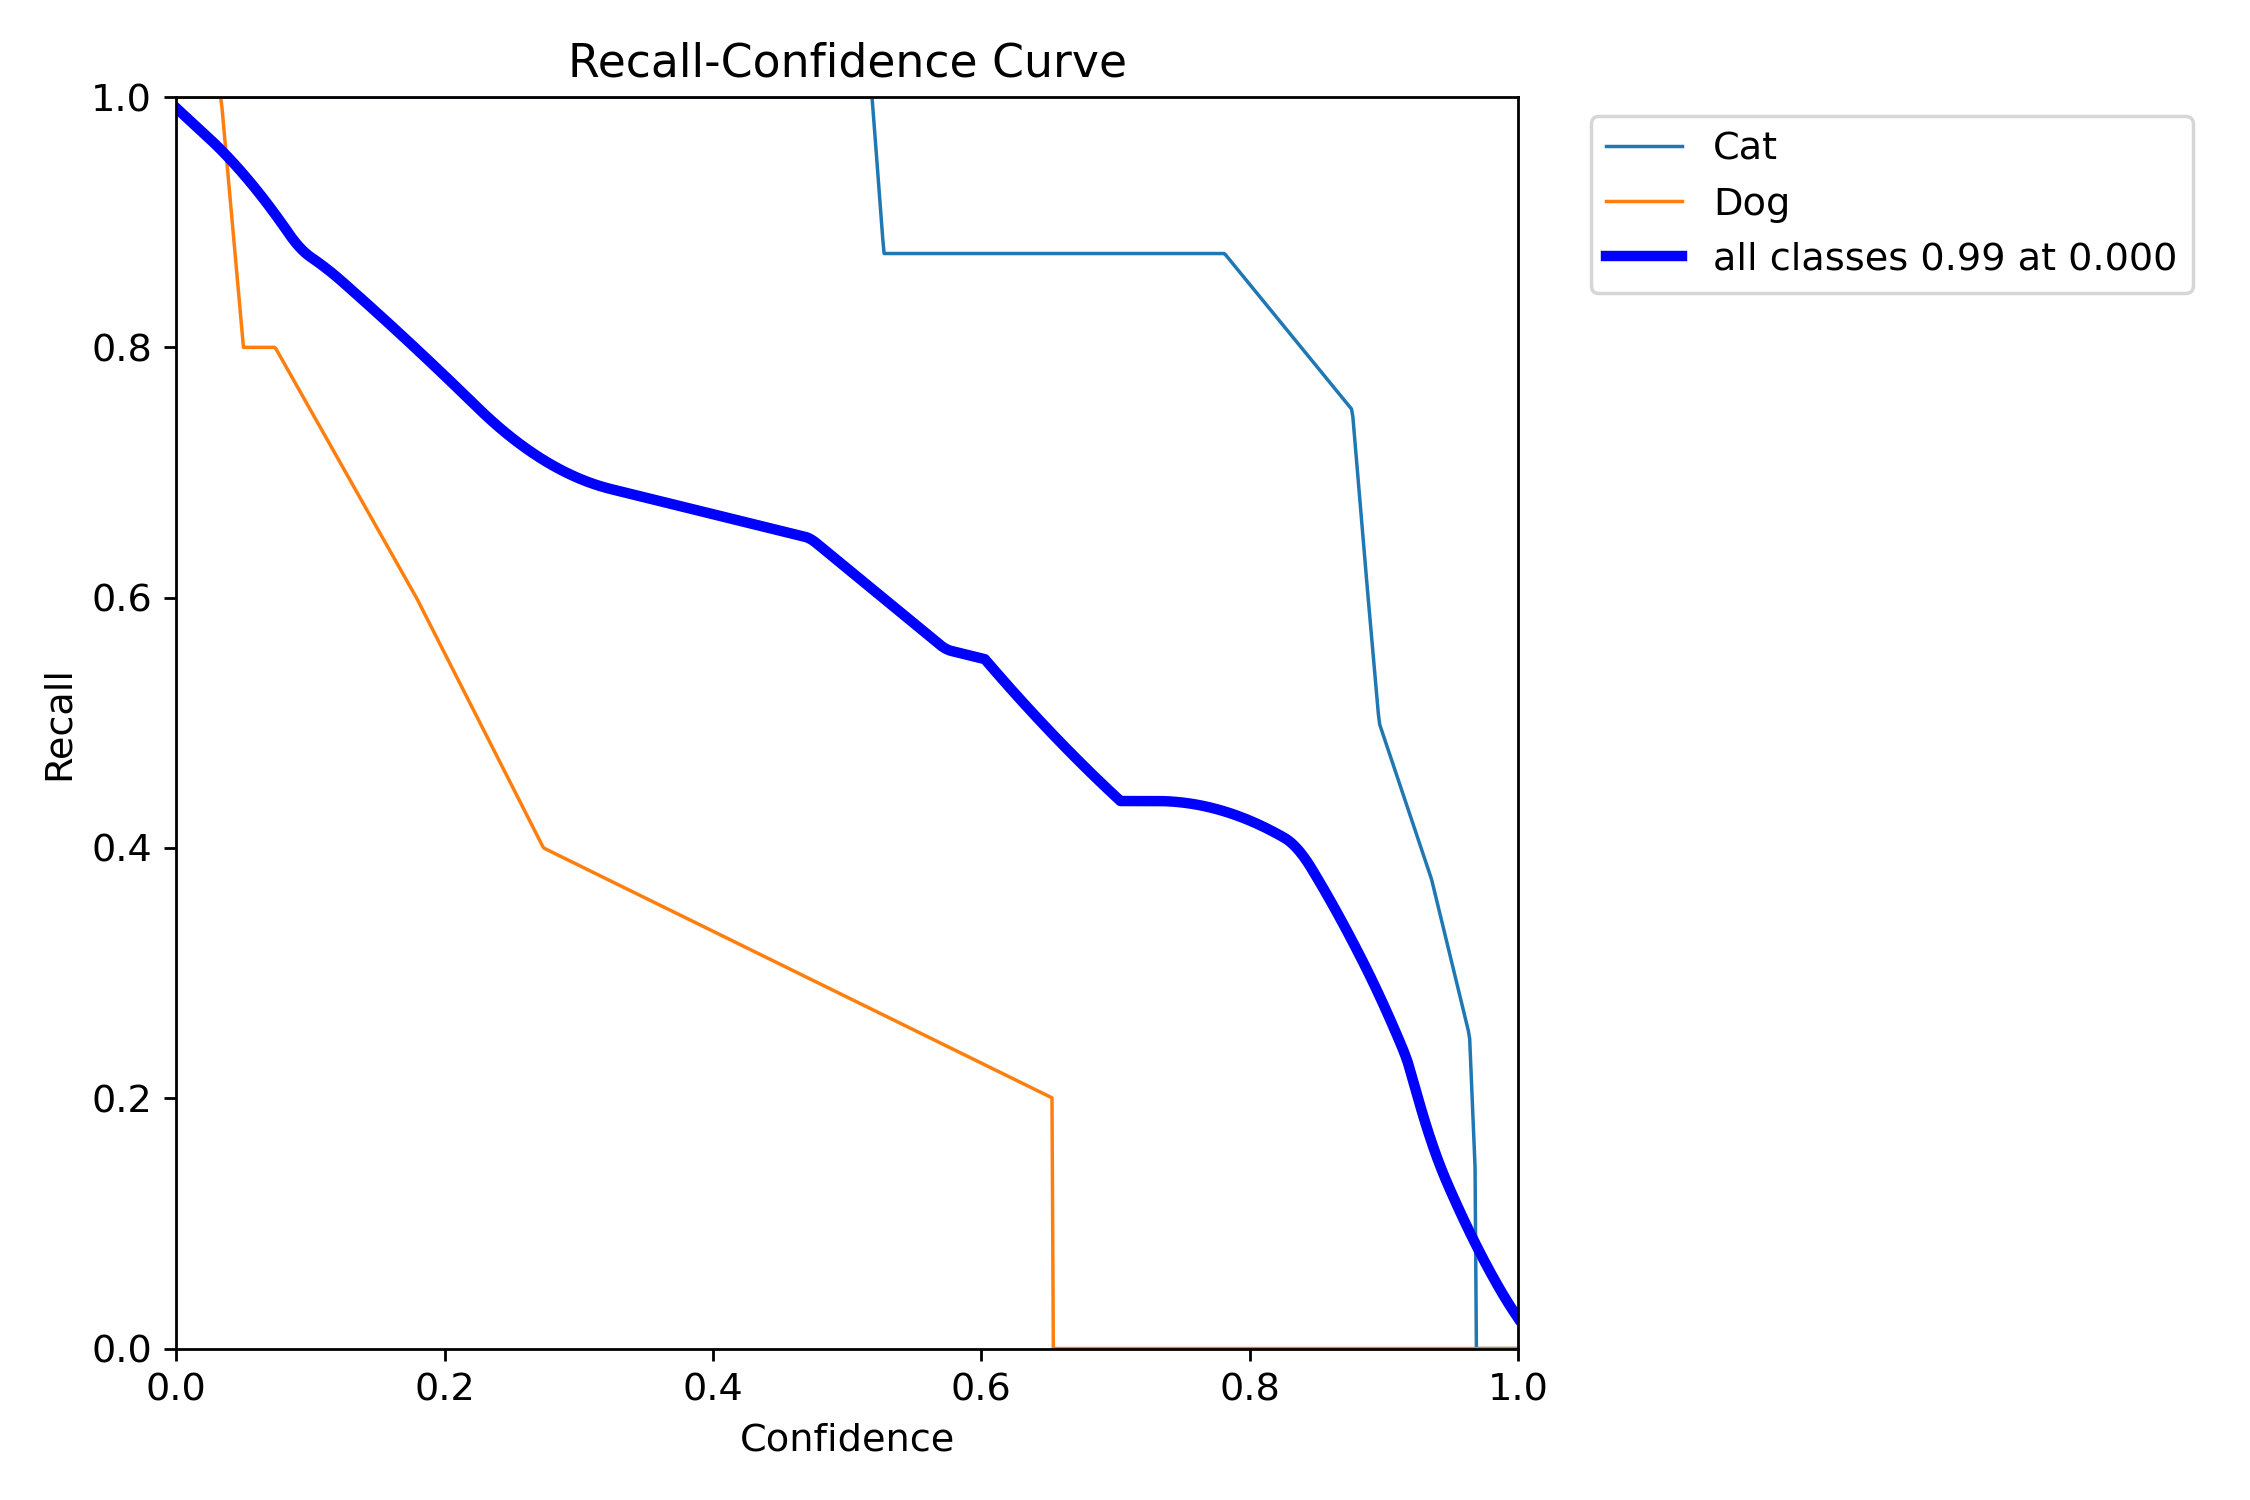 Recall-Confidence Curve
1.0
0.8
0.6
0.4
0.2
0.0
Recall
0.0 0.2 0.4 0.6 0.8 1.0
Confidence
Cat
Dog
all classes 0.99 at 0.000